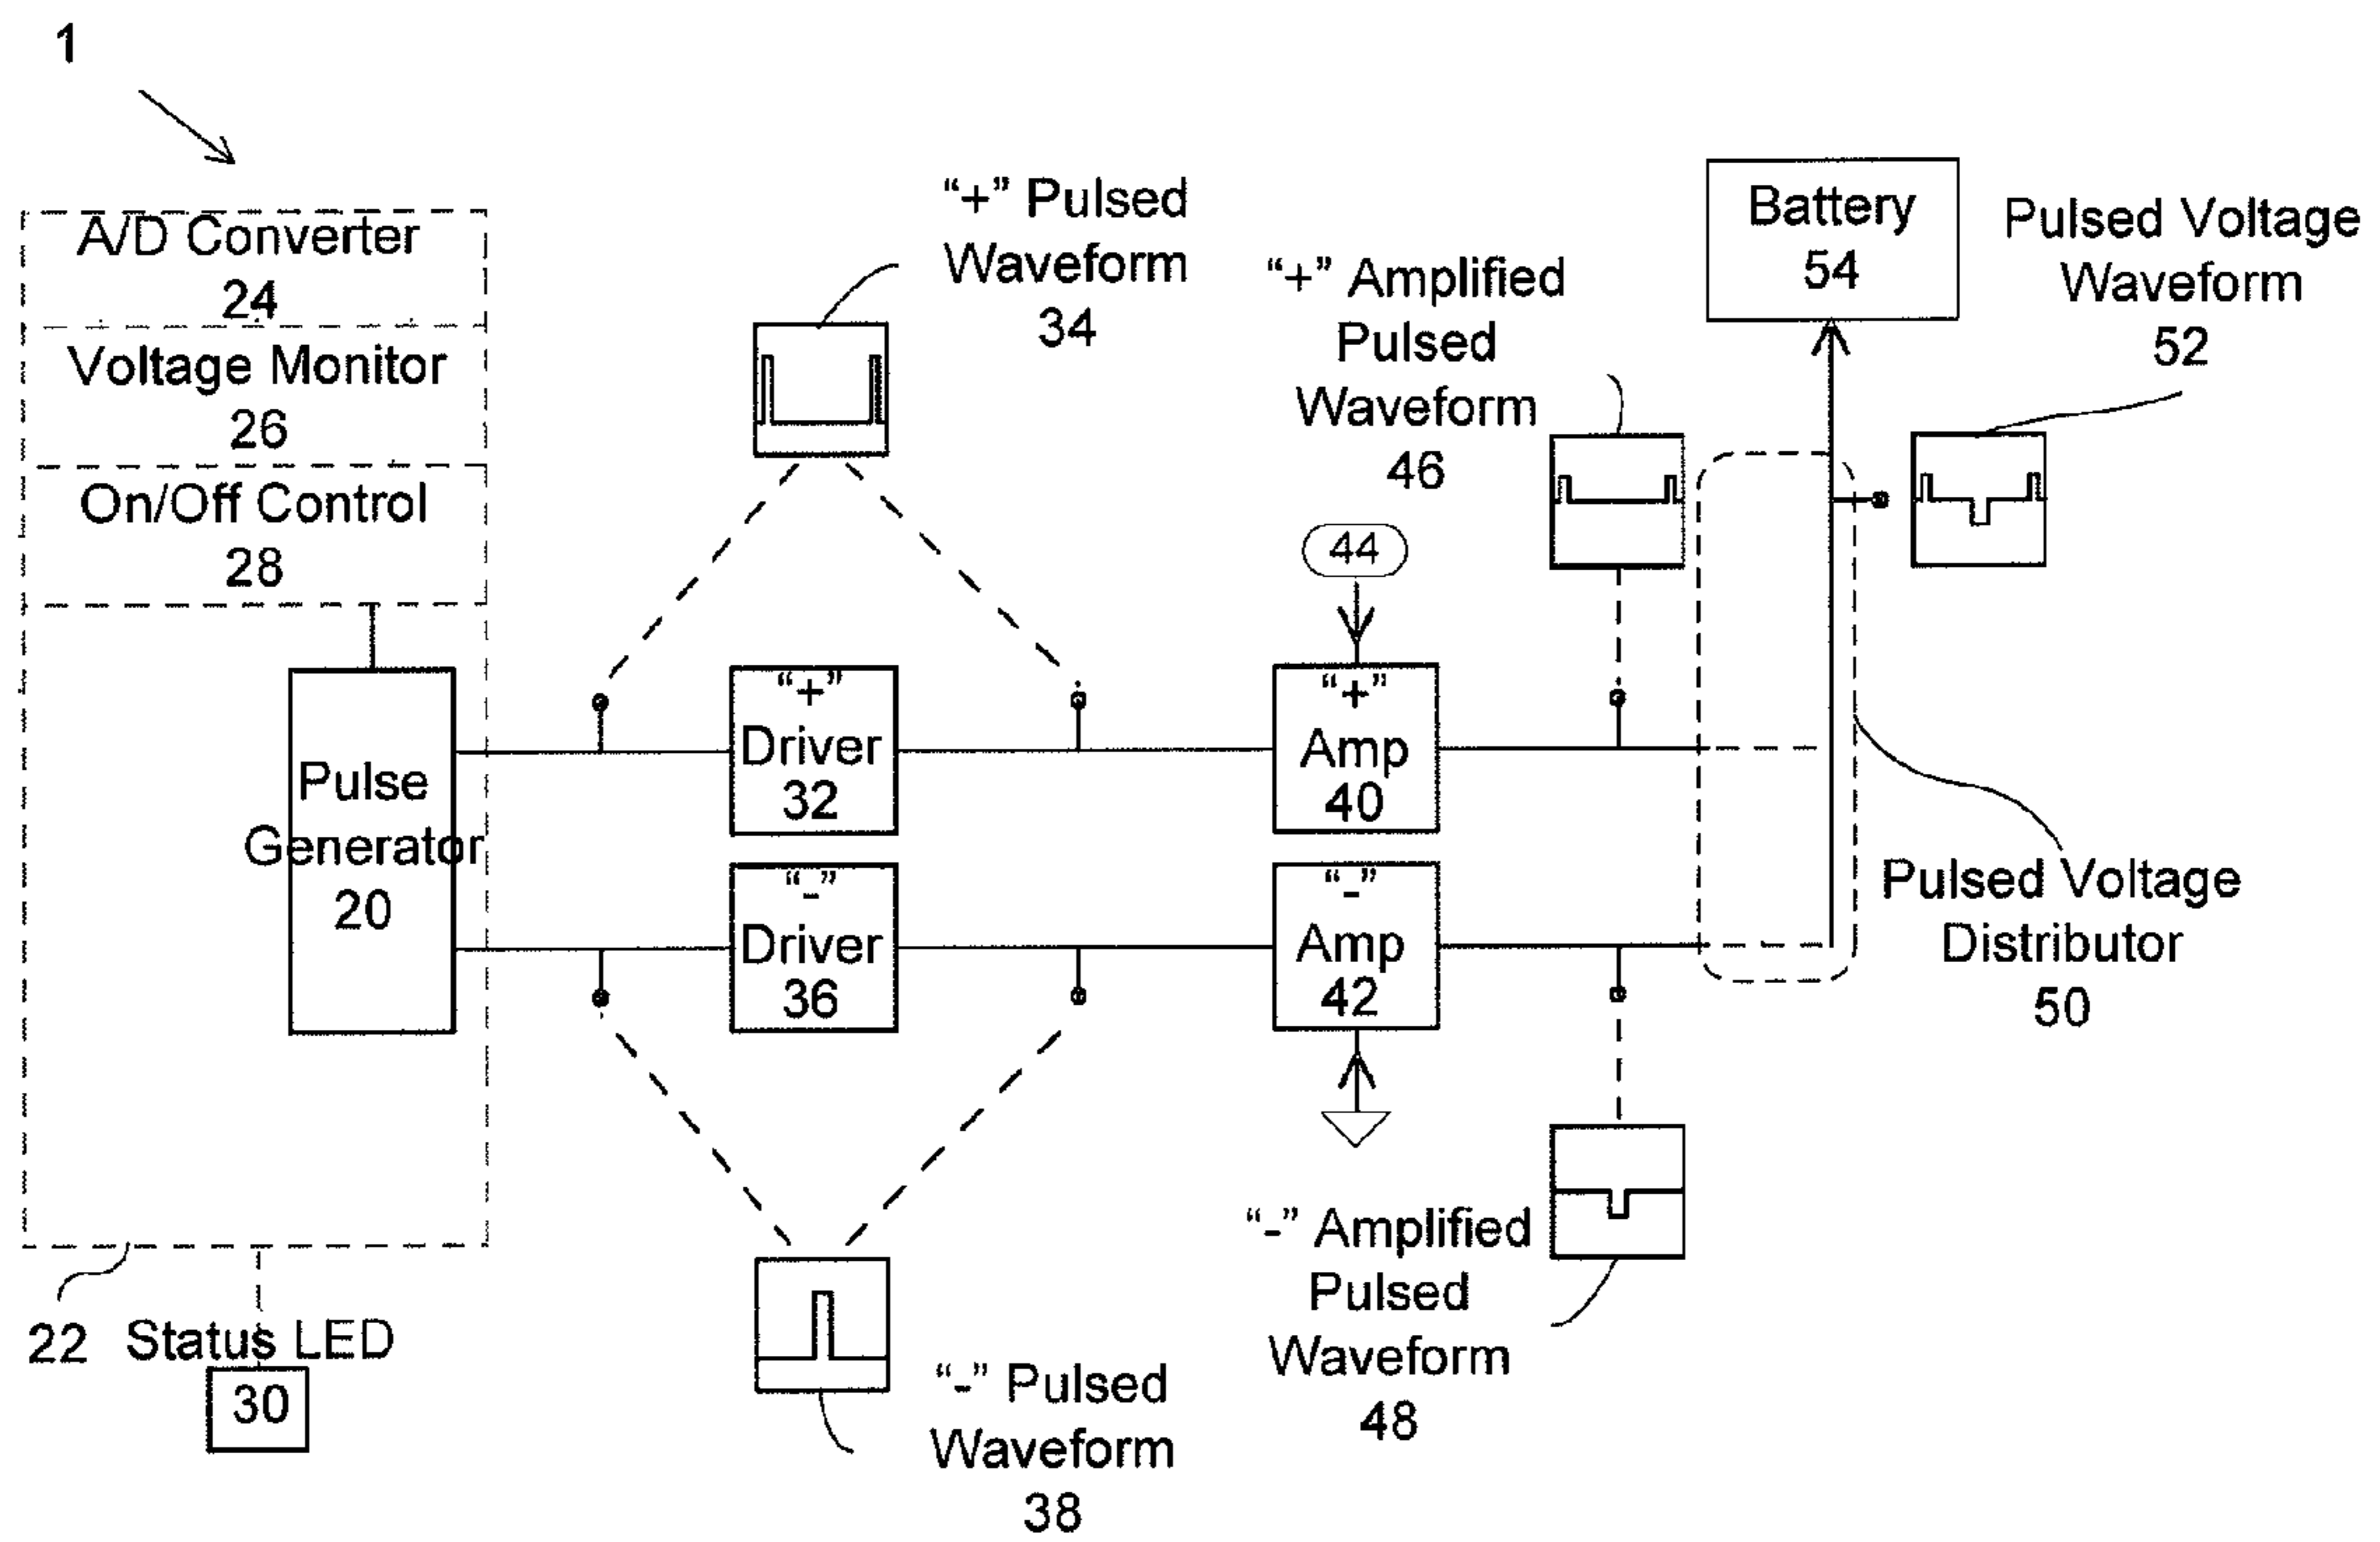 1
A/D Converter
24
Voltage Monitor
26
On/Off Control
28
Pulse
Generator
20
22
Status LED
30
“+” Pulsed
Waveform
34
“+”
Driver
32
“-”
Driver
36
“-” Pulsed
Waveform
38
“+” Amplified
Pulsed
Waveform
46
44
“+”
Amp
40
“-”
Amp
42
“-” Amplified
Pulsed
Waveform
48
Battery
54
Pulsed Voltage
Waveform
52
Pulsed Voltage
Distributor
50